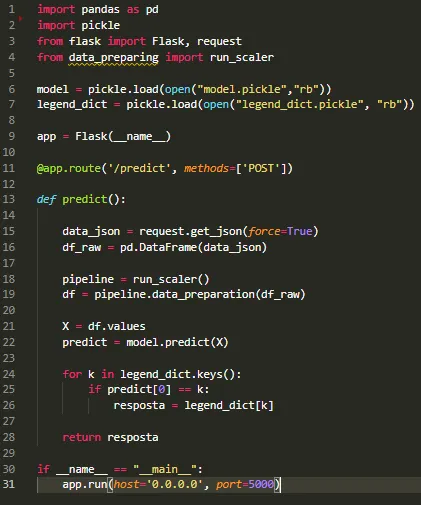 1 import pandas as pd
2 import pickle
3 from flask import Flask, request
4 from data_preparing import run_scaler
5
6 model = pickle.load(open("model.pickle","rb"))
7 legend_dict = pickle.load(open("legend_dict.pickle", "rb"))
8
9 app = Flask(__name__)
10
11 @app.route('/predict', methods=['POST'])
12
13 def predict():
14
15     data_json = request.get_json(force=True)
16     df_raw = pd.DataFrame(data_json)
17
18     pipeline = run_scaler()
19     df = pipeline.data_preparation(df_raw)
20
21     X = df.values
22     predict = model.predict(X)
23
24     for k in legend_dict.keys():
25         if predict[0] == k:
26             resposta = legend_dict[k]
27
28     return resposta
29
30 if __name__ == "__main__":
31     app.run(host='0.0.0.0', port=5000)